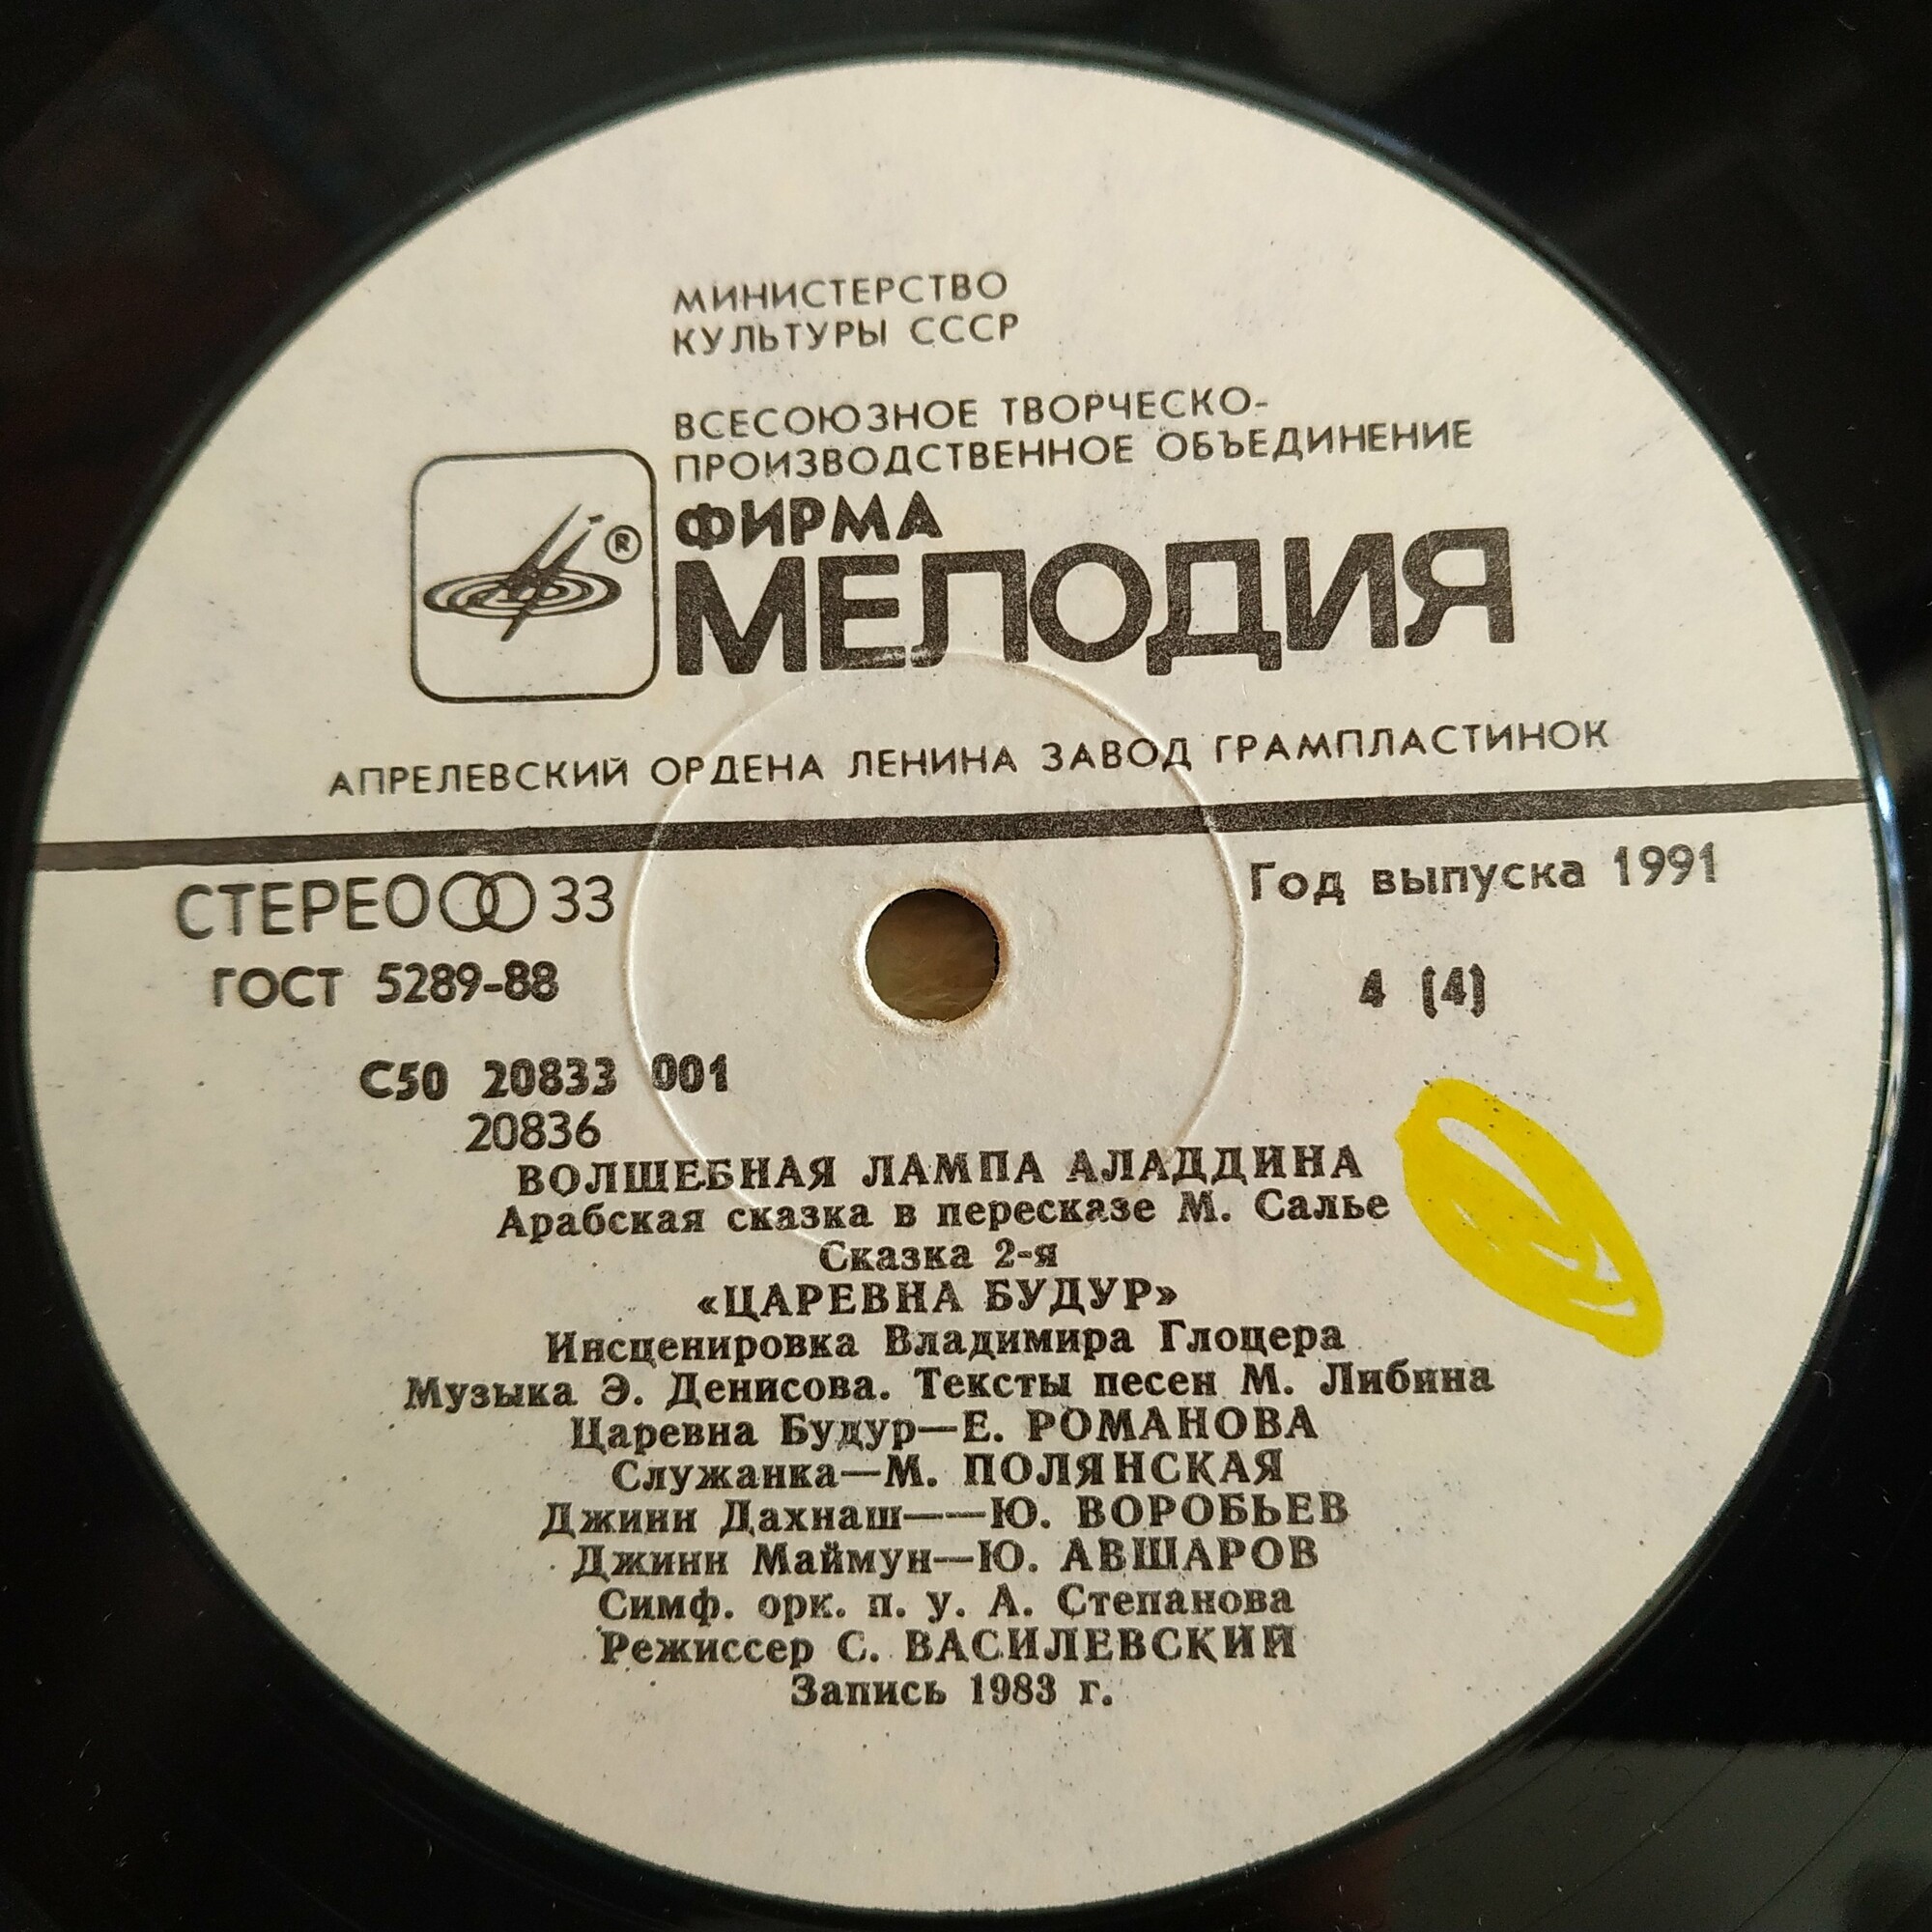 МИНИСТЕРСТВО
КУЛЬТУРЫ СССР
ВСЕСОЮЗНОЕ ТВОРЧЕСКО-
ПРОИЗВОДСТВЕННОЕ ОБЪЕДИНЕНИЕ
ФИРМА
МЕЛОДИЯ
®
АПРЕЛЕВСКИЙ ОРДЕНА ЛЕНИНА ЗАВОД ГРАМПЛАСТИНОК
СТЕРЕО 33
Год выпуска 1991
ГОСТ 5289-88
4 (4)
С50 20833 001
20836
ВОЛШЕБНАЯ ЛАМПА АЛАДДИНА
Арабская сказка в пересказе М. Салье
Сказка 2-я
«ЦАРЕВНА БУДУР»
Инсценировка Владимира Глоцера
Музыка Э. Денисова. Тексты песен М. Либина
Царевна Будур—Е. РОМАНОВА
Служанка—М. ПОЛЯНСКАЯ
Джинн Дахнаш——Ю. ВОРОБЬЕВ
Джинн Маймун—Ю. АВШАРОВ
Симф. орк. п. у. А. Степанова
Режиссер С. ВАСИЛЕВСКИЙ
Запись 1983 г.